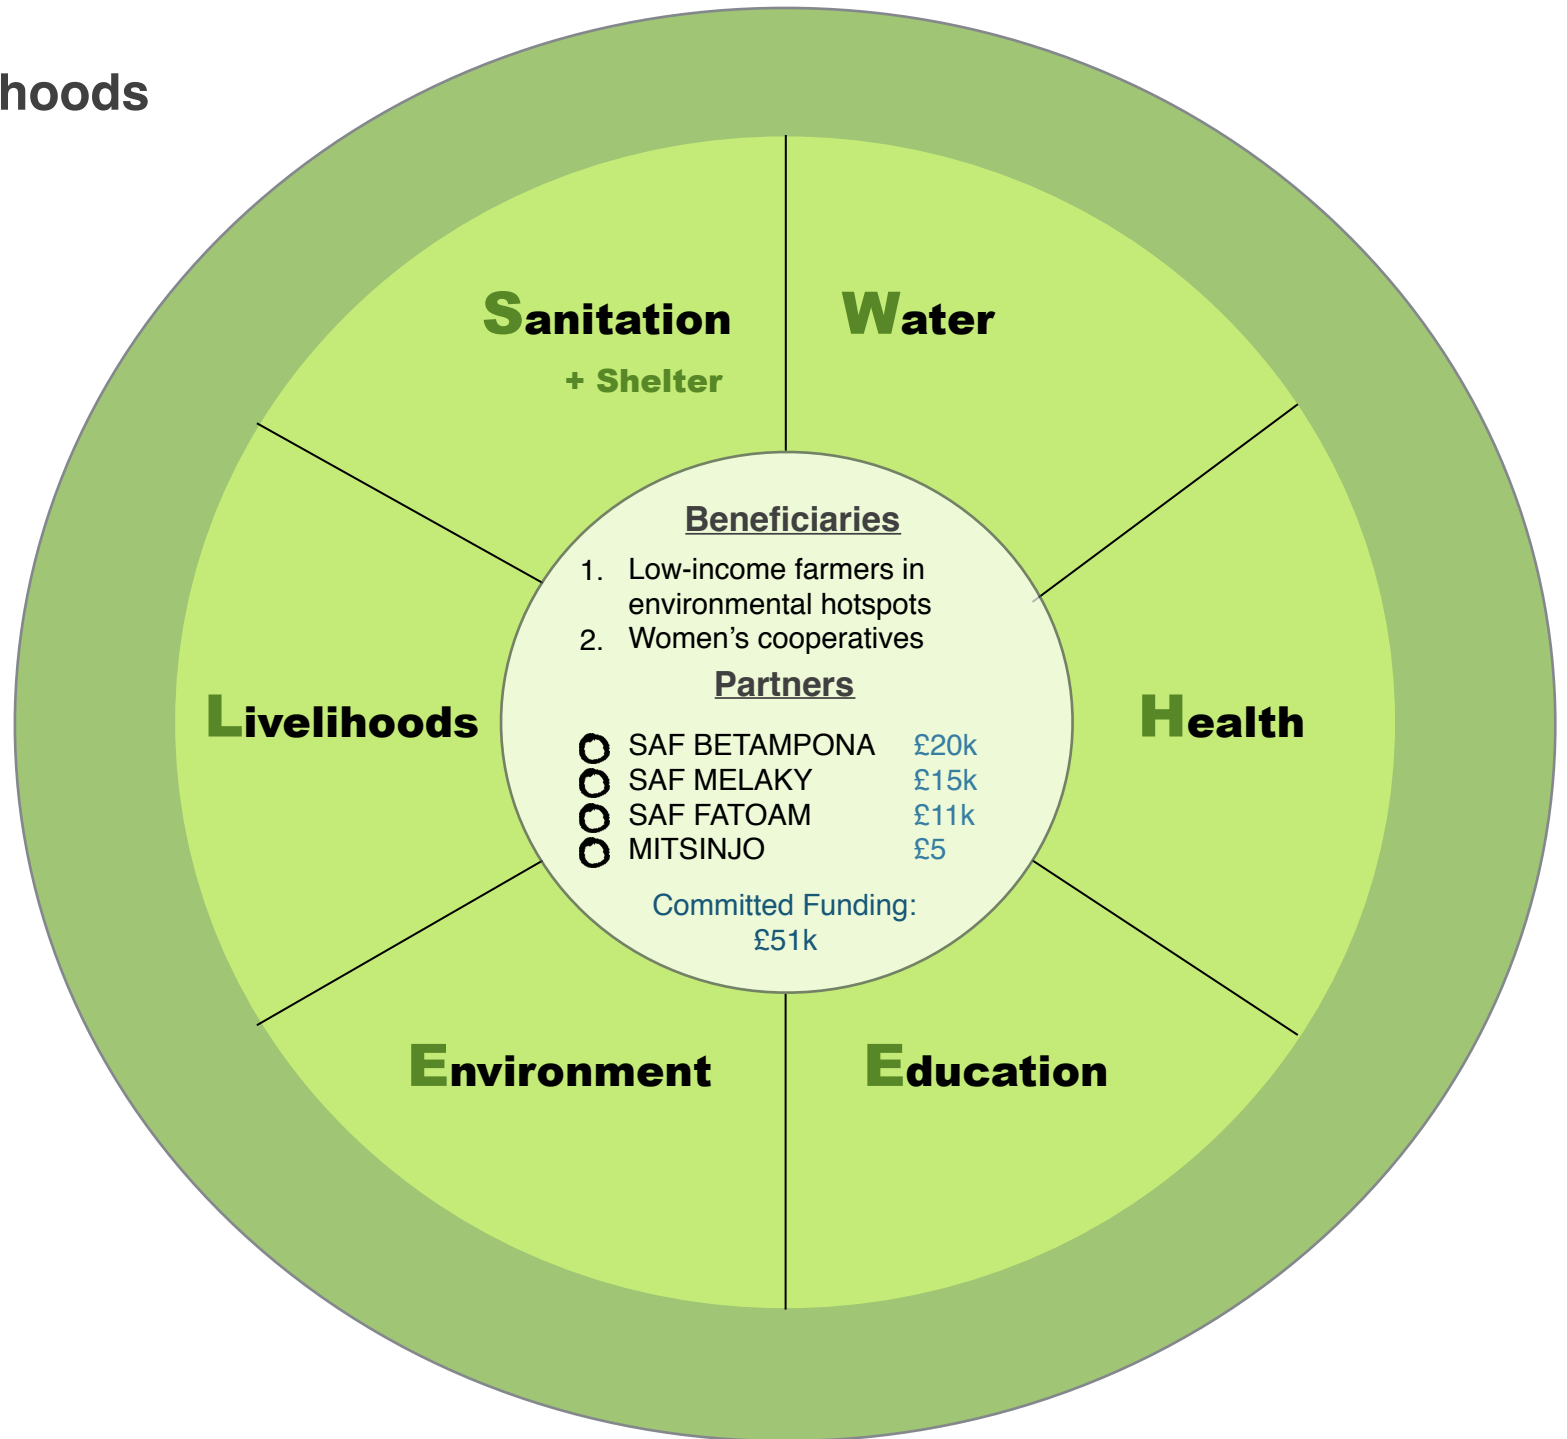 hoods
Sanitation
+ Shelter
Water
Beneficiaries
1. Low-income farmers in
environmental hotspots
2. Women’s cooperatives
Partners
SAF BETAMPONA £20k
SAF MELAKY £15k
SAF FATOAM £11k
MITSINJO £5
Committed Funding:
£51k
Livelihoods
Health
Environment
Education